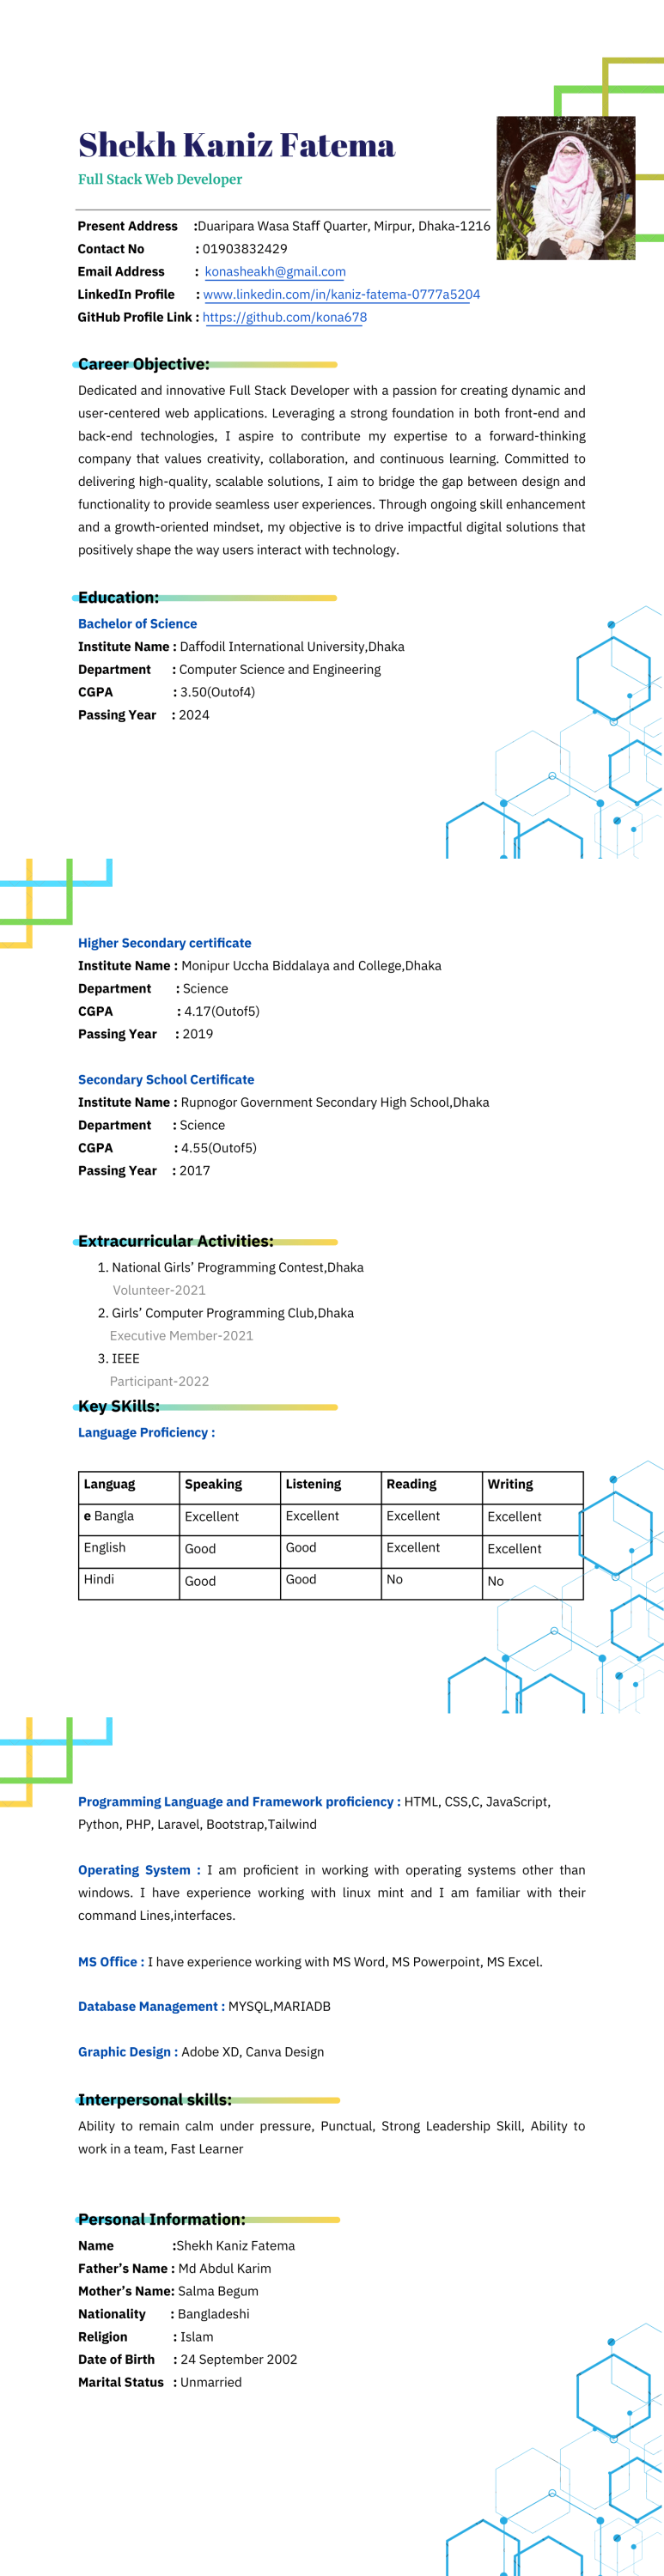 Shekh Kaniz Fatema
Full Stack Web Developer
Present Address :Duaripara Wasa Staff Quarter, Mirpur, Dhaka-1216
Contact No : 01903832429
Email Address : konasheakh@gmail.com
LinkedIn Profile : www.linkedin.com/in/kaniz-fatema-0777a5204
GitHub Profile Link : https://github.com/kona678
Career Objective:
Dedicated and innovative Full Stack Developer with a passion for creating dynamic and
user-centered web applications. Leveraging a strong foundation in both front-end and
back-end technologies, I aspire to contribute my expertise to a forward-thinking
company that values creativity, collaboration, and continuous learning. Committed to
delivering high-quality, scalable solutions, I aim to bridge the gap between design and
functionality to provide seamless user experiences. Through ongoing skill enhancement
and a growth-oriented mindset, my objective is to drive impactful digital solutions that
positively shape the way users interact with technology.
Education:
Bachelor of Science
Institute Name : Daffodil International University,Dhaka
Department : Computer Science and Engineering
CGPA : 3.50(Outof4)
Passing Year : 2024
Higher Secondary certificate
Institute Name : Monipur Uccha Biddalaya and College,Dhaka
Department : Science
CGPA : 4.17(Outof5)
Passing Year : 2019
Secondary School Certificate
Institute Name : Rupnogor Government Secondary High School,Dhaka
Department : Science
CGPA : 4.55(Outof5)
Passing Year : 2017
Extracurricular Activities:
1. National Girls’ Programming Contest,Dhaka
Volunteer-2021
2. Girls’ Computer Programming Club,Dhaka
Executive Member-2021
3. IEEE
Participant-2022
Key SKills:
Language Proficiency :
Languag Speaking Listening Reading Writing
e Bangla Excellent Excellent Excellent Excellent
English Good Good Excellent Excellent
Hindi Good Good No No
Programming Language and Framework proficiency : HTML, CSS,C, JavaScript,
Python, PHP, Laravel, Bootstrap,Tailwind
Operating System : I am proficient in working with operating systems other than
windows. I have experience working with linux mint and I am familiar with their
command Lines,interfaces.
MS Office : I have experience working with MS Word, MS Powerpoint, MS Excel.
Database Management : MYSQL,MARIADB
Graphic Design : Adobe XD, Canva Design
Interpersonal skills:
Ability to remain calm under pressure, Punctual, Strong Leadership Skill, Ability to
work in a team, Fast Learner
Personal Information:
Name :Shekh Kaniz Fatema
Father’s Name : Md Abdul Karim
Mother’s Name: Salma Begum
Nationality : Bangladeshi
Religion : Islam
Date of Birth : 24 September 2002
Marital Status : Unmarried